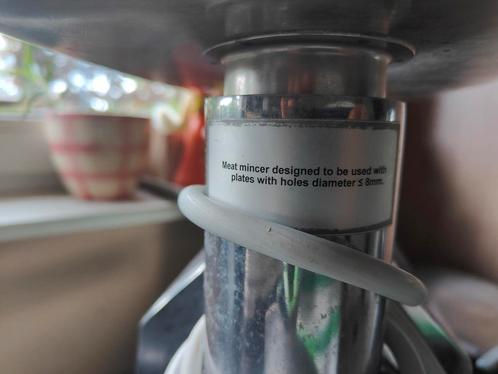 Meat mincer designed to be used with
plates with holes diameter ≤ 8mm.